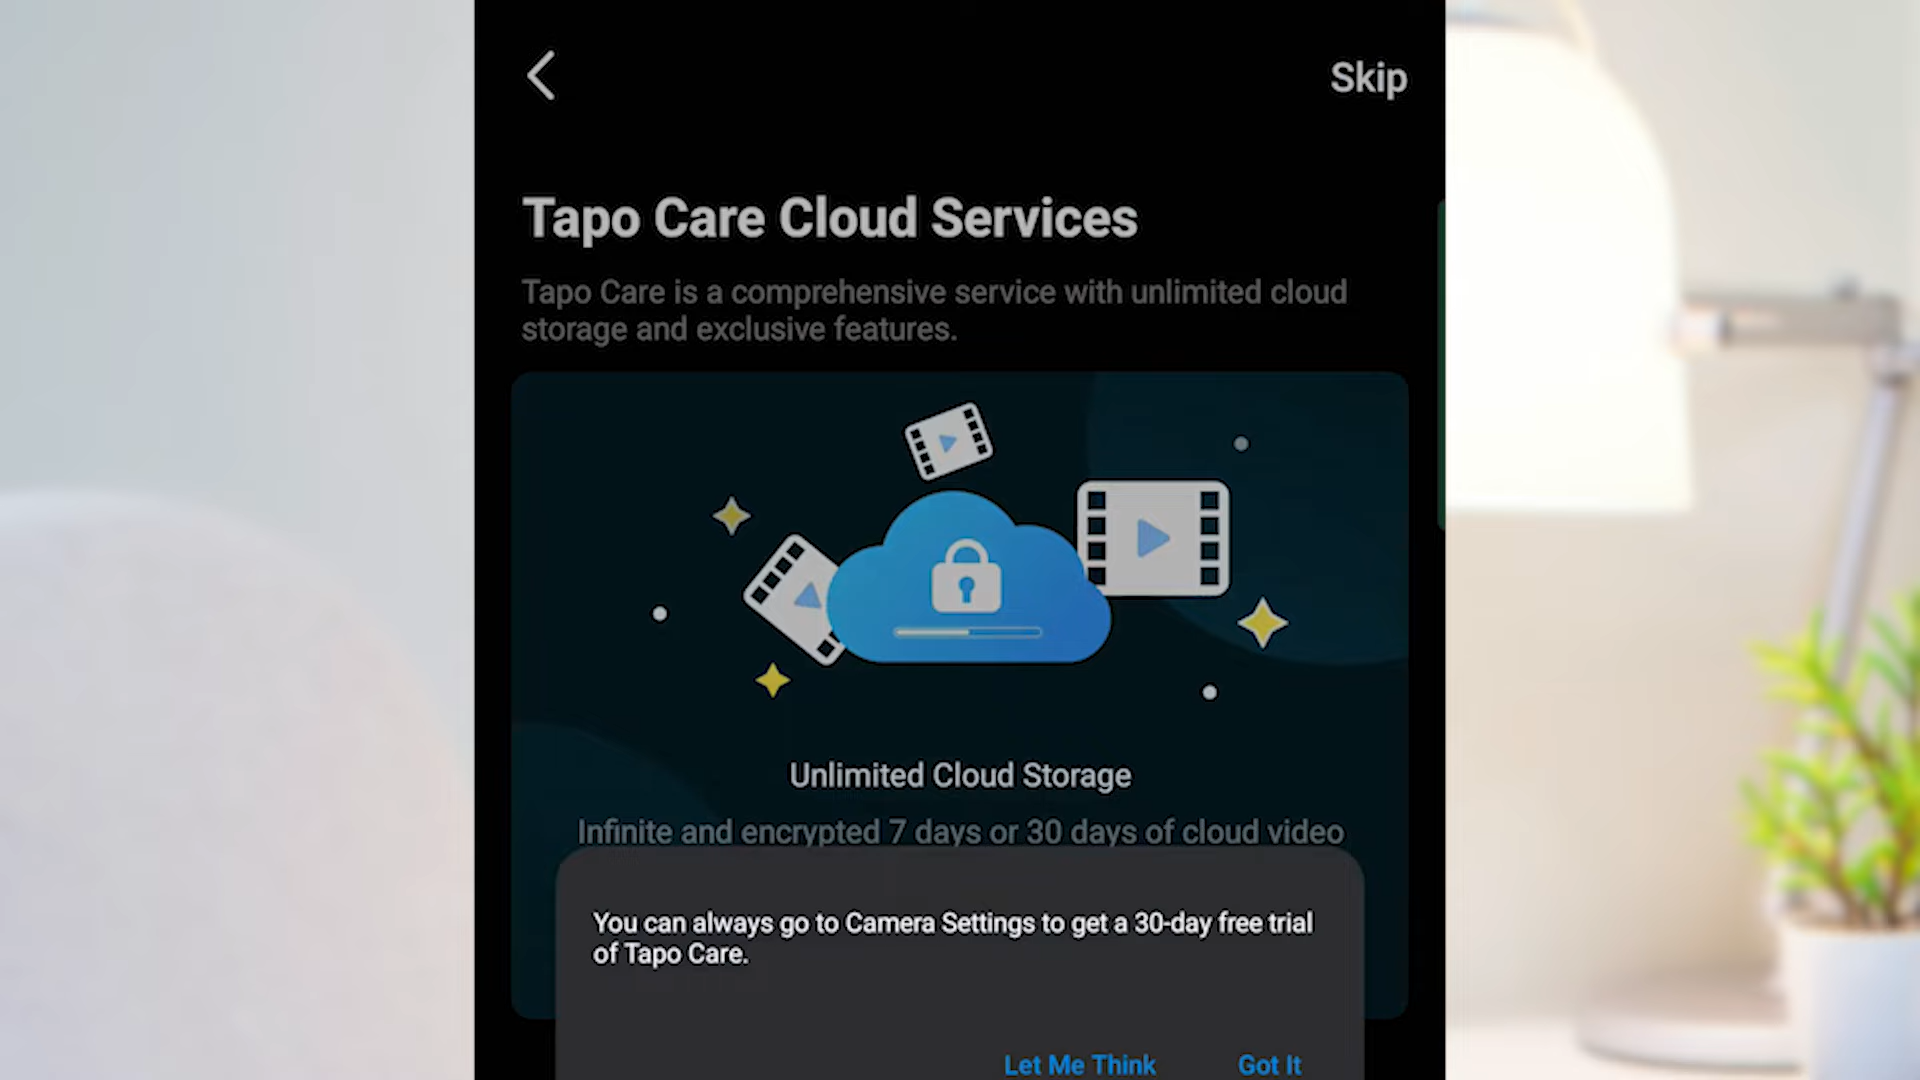 Skip
Tapo Care Cloud Services
Tapo Care is a comprehensive service with unlimited cloud
storage and exclusive features.
Unlimited Cloud Storage
Infinite and encrypted 7 days or 30 days of cloud video
You can always go to Camera Settings to get a 30-day free trial
of Tapo Care.
Let Me Think Got It